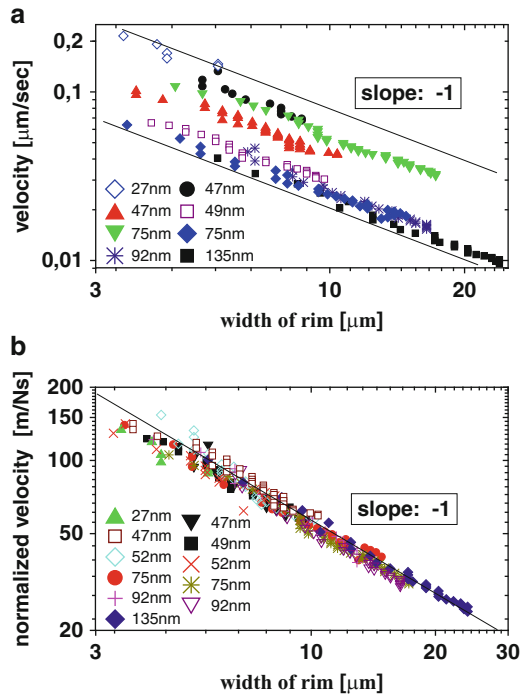 a
velocity [μm/sec]
0,2
0,1
0,01
slope: -1
27nm 47nm
47nm 49nm
75nm 75nm
92nm 135nm
3 10 20
width of rim [μm]
b
normalized velocity [m/Ns]
200
150
100
50
20
slope: -1
27nm 47nm
47nm 49nm
52nm 52nm
75nm 75nm
92nm 92nm
135nm
3 10 20 30
width of rim [μm]